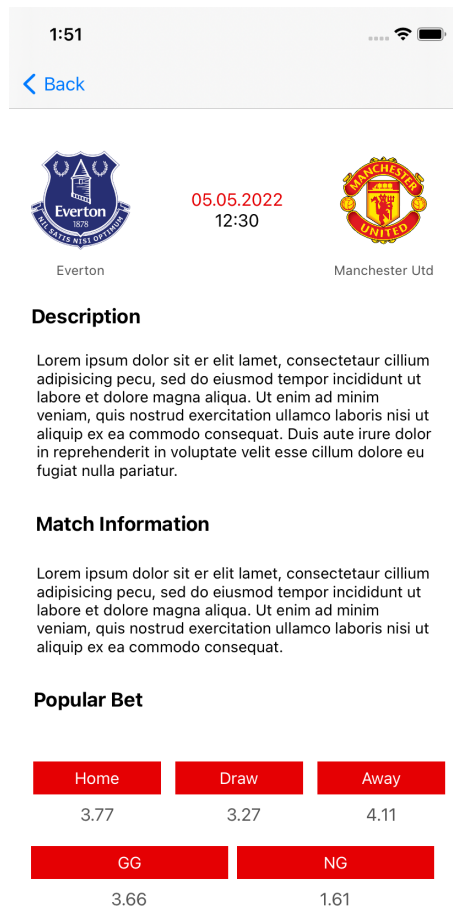 1:51
Back
Everton
1878
NIL SATIS NISI OPTIMUM
MANCHESTER
UNITED
05.05.2022
12:30
Everton
Manchester Utd
Description
Lorem ipsum dolor sit er elit lamet, consectetaur cillium
adipisicing pecu, sed do eiusmod tempor incididunt ut
labore et dolore magna aliqua. Ut enim ad minim
veniam, quis nostrud exercitation ullamco laboris nisi ut
aliquip ex ea commodo consequat. Duis aute irure dolor
in reprehenderit in voluptate velit esse cillum dolore eu
fugiat nulla pariatur.
Match Information
Lorem ipsum dolor sit er elit lamet, consectetaur cillium
adipisicing pecu, sed do eiusmod tempor incididunt ut
labore et dolore magna aliqua. Ut enim ad minim
veniam, quis nostrud exercitation ullamco laboris nisi ut
aliquip ex ea commodo consequat.
Popular Bet
Home Draw Away
3.77 3.27 4.11
GG NG
3.66 1.61